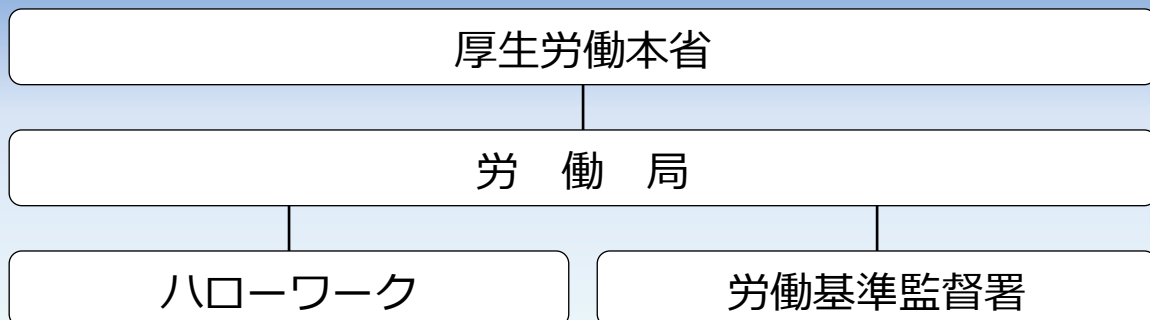 厚生労働本省
労　働　局
ハローワーク
労働基準監督署